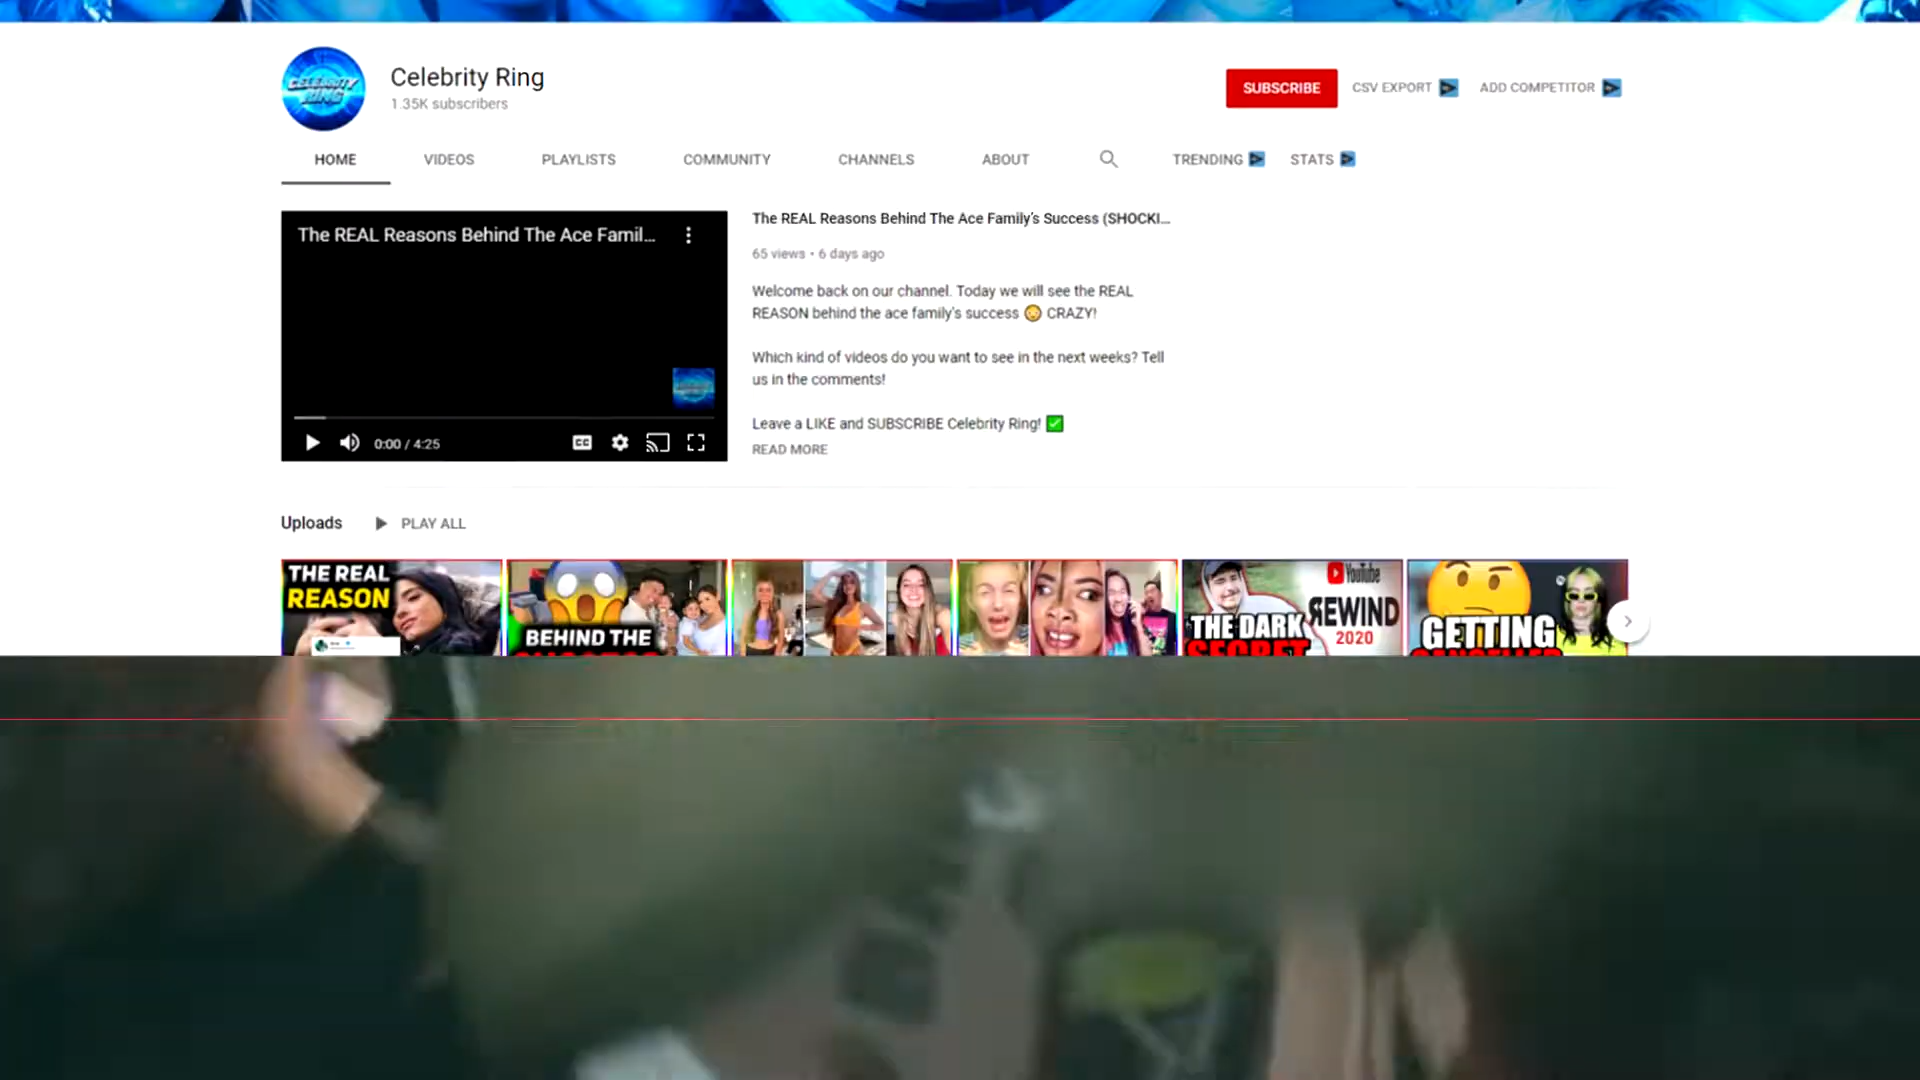 CELEBRITY RING
Celebrity Ring
1.35K subscribers
SUBSCRIBE
CSV EXPORT
ADD COMPETITOR
HOME
VIDEOS
PLAYLISTS
COMMUNITY
CHANNELS
ABOUT
TRENDING
STATS
The REAL Reasons Behind The Ace Famil...
0:00 / 4:25
CC
The REAL Reasons Behind The Ace Family's Success (SHOCKI...
65 views • 6 days ago
Welcome back on our channel. Today we will see the REAL
REASON behind the ace family's success 😳 CRAZY!
Which kind of videos do you want to see in the next weeks? Tell
us in the comments!
Leave a LIKE and SUBSCRIBE Celebrity Ring! ✅
READ MORE
Uploads
PLAY ALL
THE REAL
REASON
BEHIND THE
YouTube
REWIND
2020
THE DARK
SECRET
GETTING